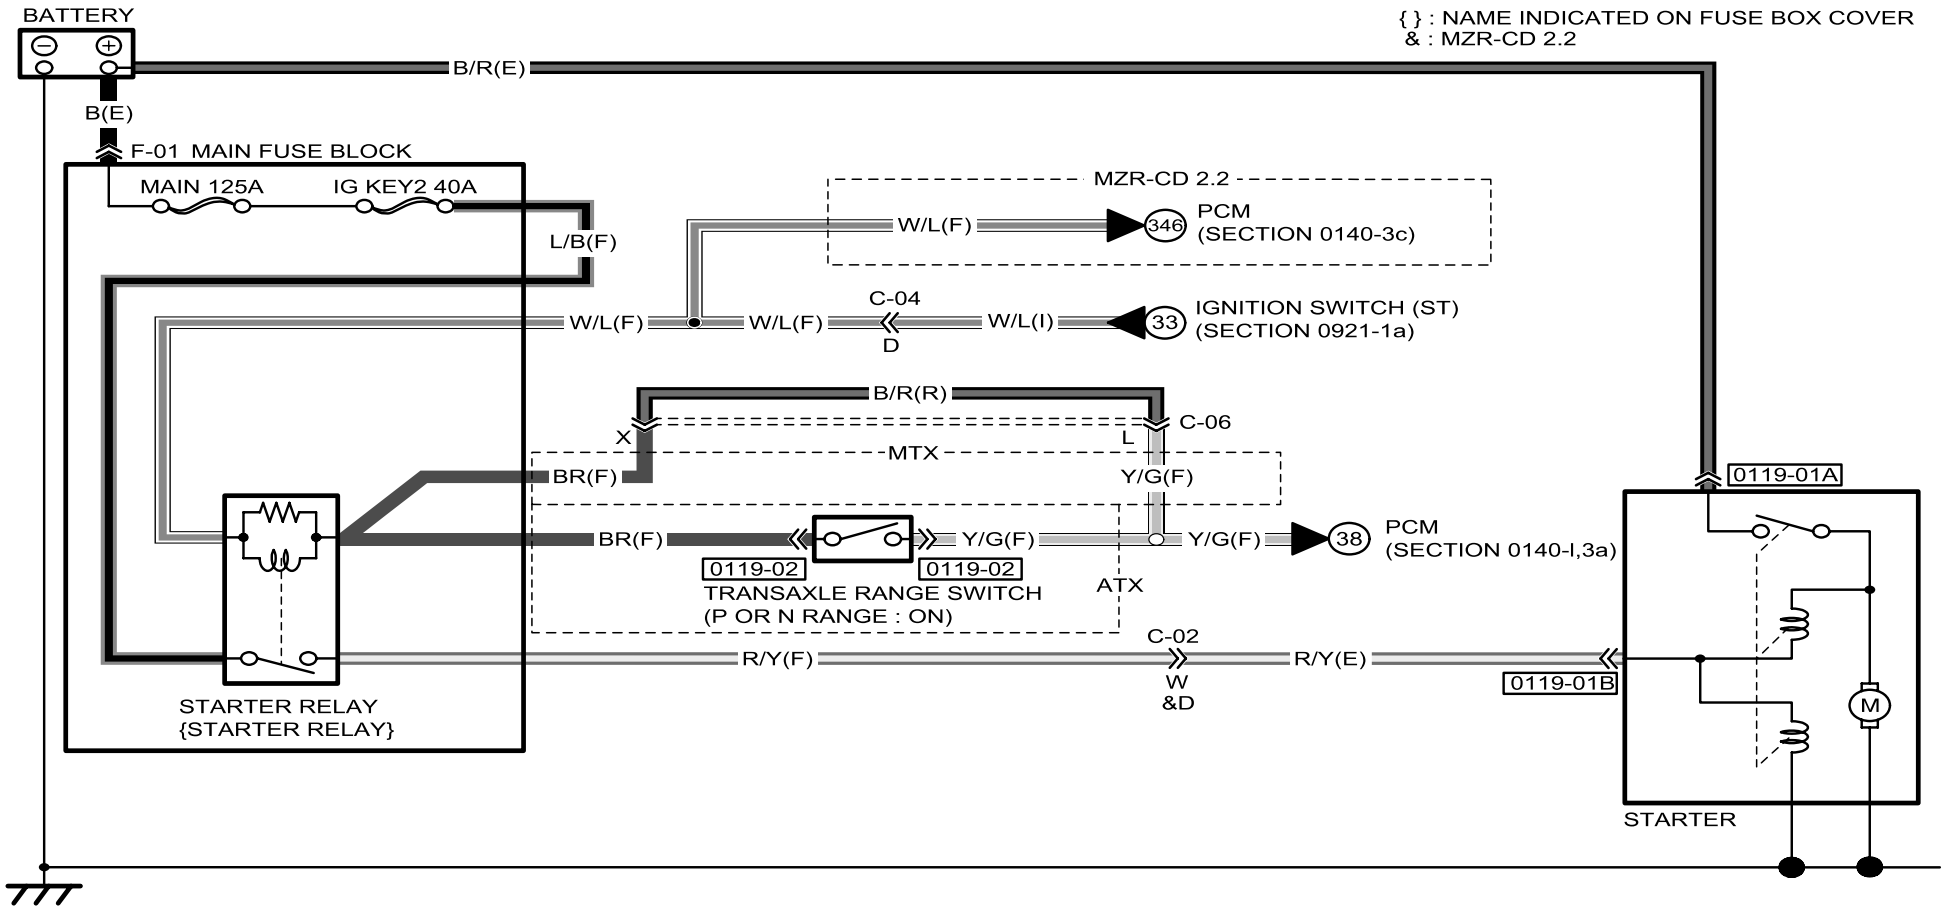 BATTERY
{ } : NAME INDICATED ON FUSE BOX COVER
& : MZR-CD 2.2
− +
B/R(E)
B(E)
F-01 MAIN FUSE BLOCK
MAIN 125A
IG KEY2 40A
MZR-CD 2.2
L/B(F)
W/L(F)
346
PCM
(SECTION 0140-3c)
C-04
W/L(F)
W/L(F)
W/L(I)
33
IGNITION SWITCH (ST)
(SECTION 0921-1a)
D
B/R(R)
X
L
C-06
MTX
BR(F)
Y/G(F)
0119-01A
BR(F)
Y/G(F)
Y/G(F)
38
PCM
(SECTION 0140-I,3a)
0119-02
0119-02
TRANSAXLE RANGE SWITCH
(P OR N RANGE : ON)
ATX
C-02
R/Y(F)
R/Y(E)
W
&D
0119-01B
M
STARTER RELAY
{STARTER RELAY}
STARTER